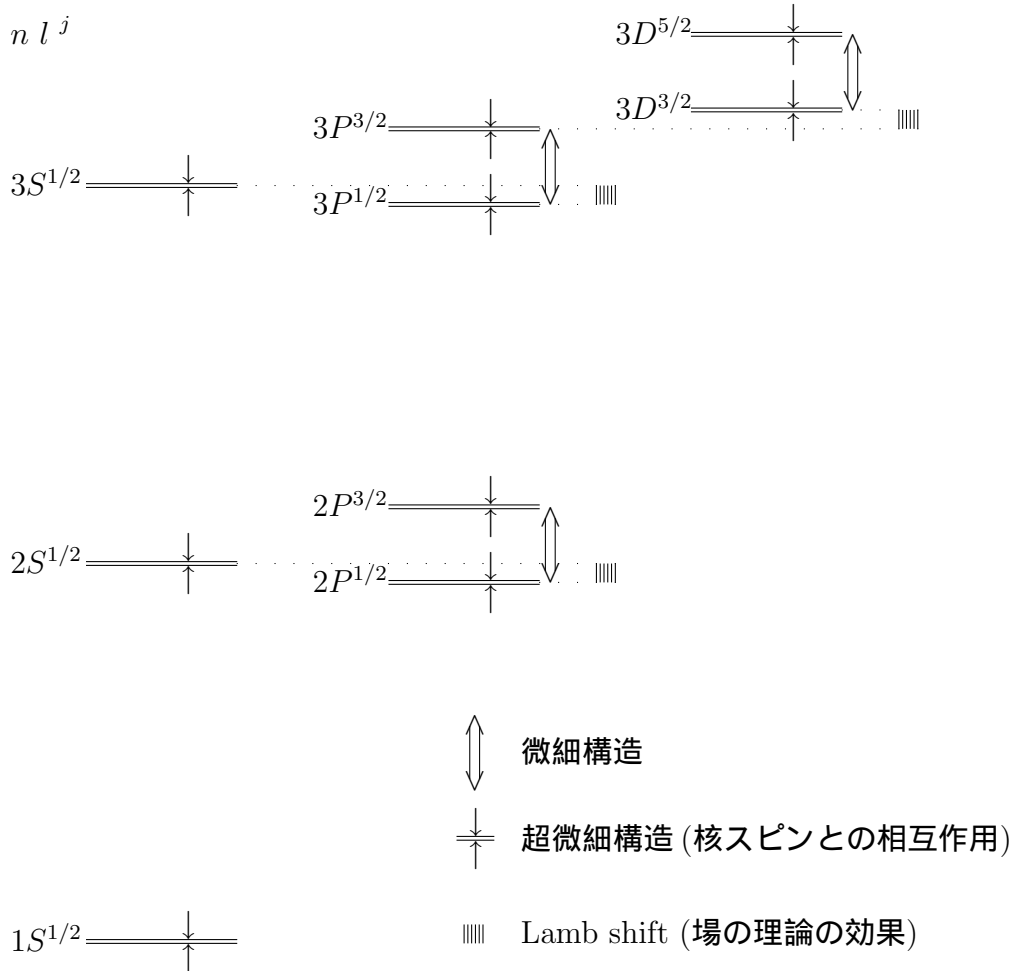 n l ^j
3D^{5/2}
3D^{3/2}
3P^{3/2}
3S^{1/2}
3P^{1/2}
2P^{3/2}
2S^{1/2}
2P^{1/2}
微細構造
超微細構造 (核スピンとの相互作用)
1S^{1/2}
Lamb shift (場の理論の効果)